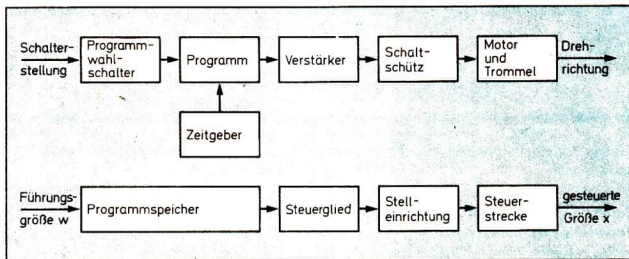 Schalter-
stellung
Programm-
wahl-
schalter
Programm
Verstärker
Schalt-
schütz
Motor
und
Trommel
Dreh-
richtung
Zeitgeber
Führungs-
größe w
Programmspeicher
Steuerglied
Stell-
einrichtung
Steuer-
strecke
gesteuerte
Größe x